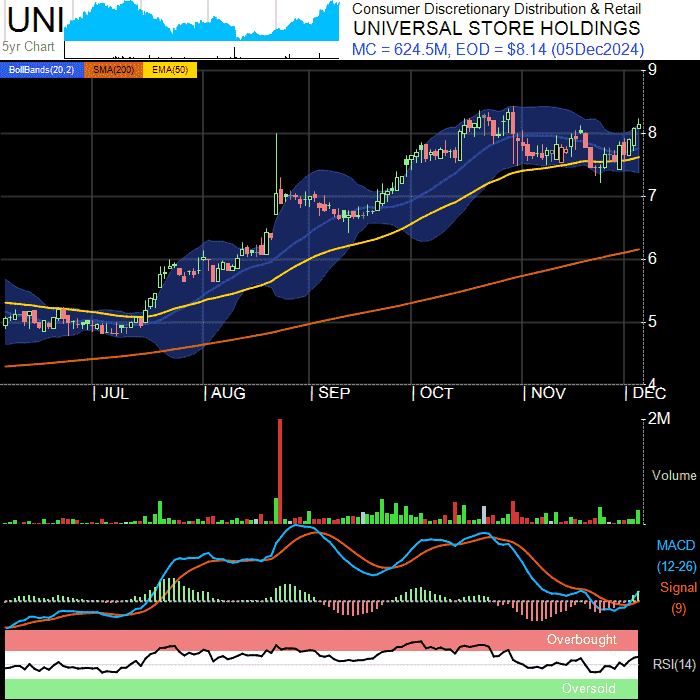 UNI
5yr Chart
Consumer Discretionary Distribution & Retail
UNIVERSAL STORE HOLDINGS
MC = 624.5M, EOD = $8.14 (05Dec2024)
BollBands(20,2) SMA(200) EMA(50)
9
8
7
6
5
4
JUL AUG SEP OCT NOV DEC
2M
Volume
MACD
(12-26)
Signal
(9)
Overbought
RSI(14)
Oversold